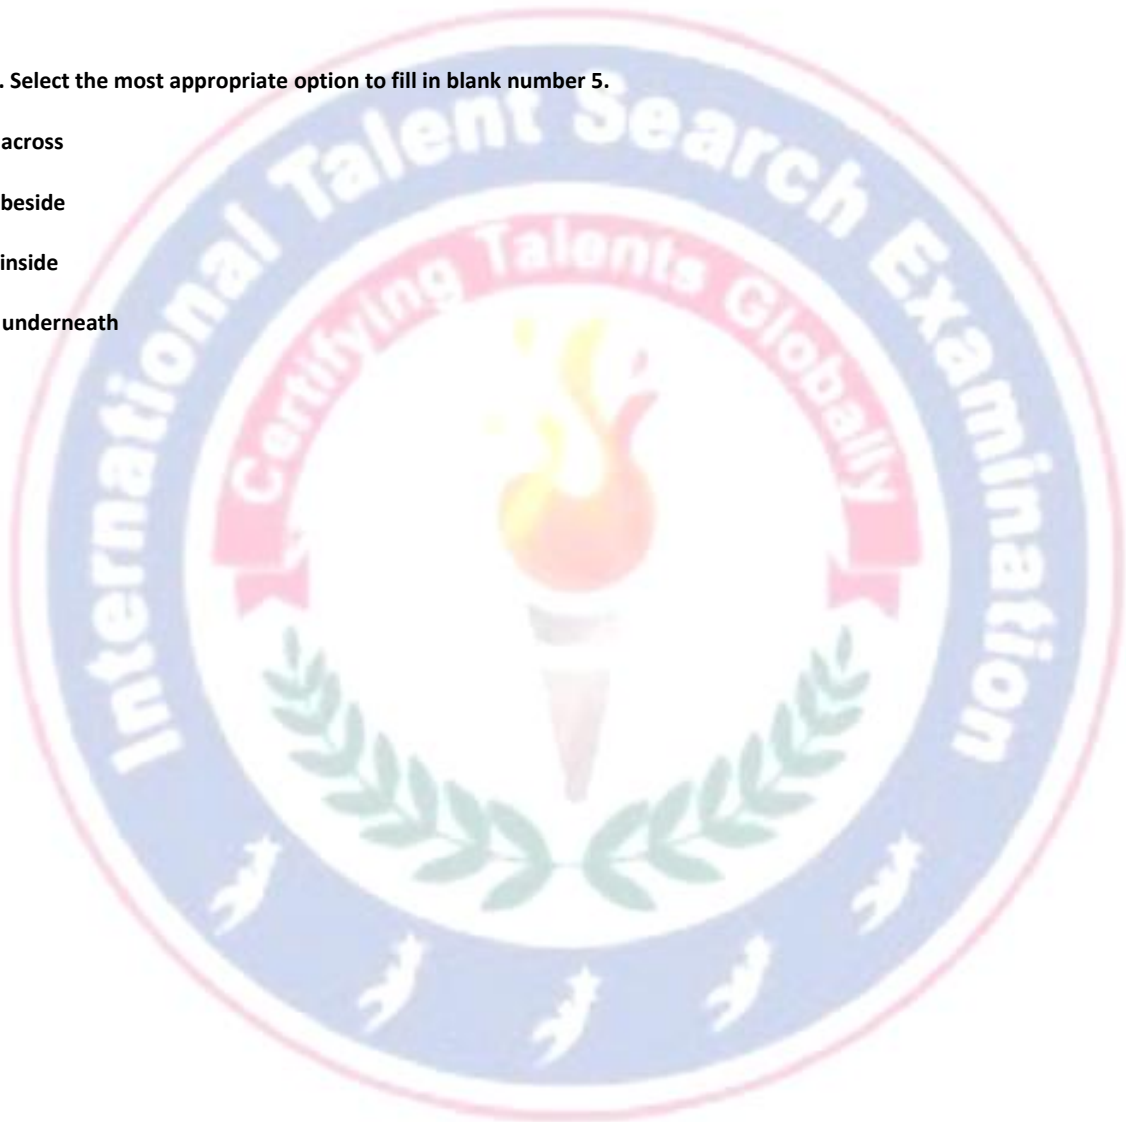 . Select the most appropriate option to fill in blank number 5.
across
beside
inside
underneath
International Talent Search Examination
Certifying Talents Globally